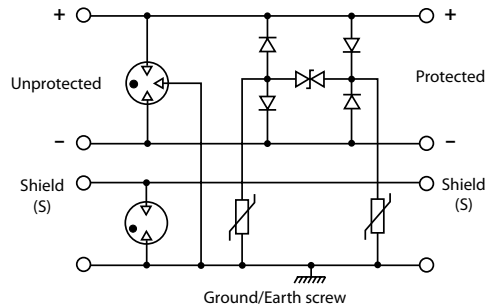 + +
Unprotected Protected
– –
Shield Shield
(S) (S)
Ground/Earth screw